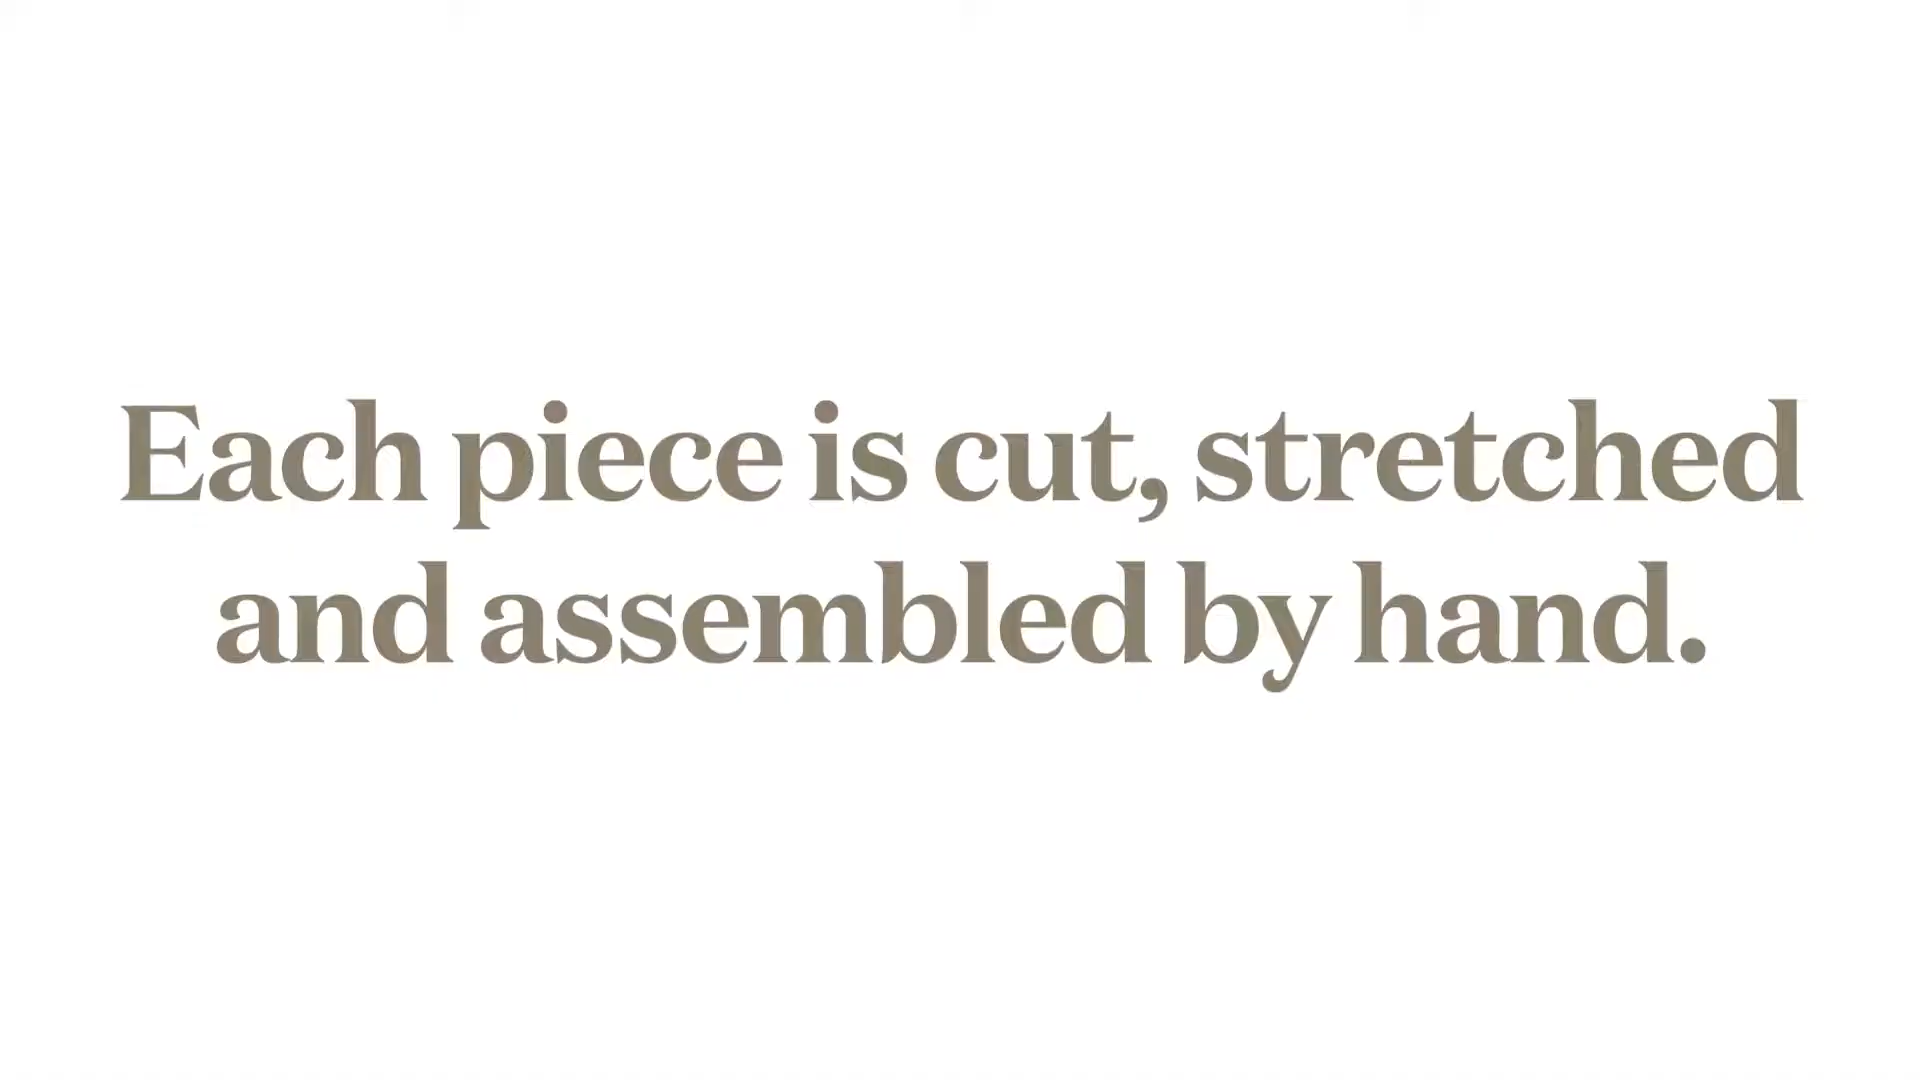 Each piece is cut, stretched
and assembled by hand.